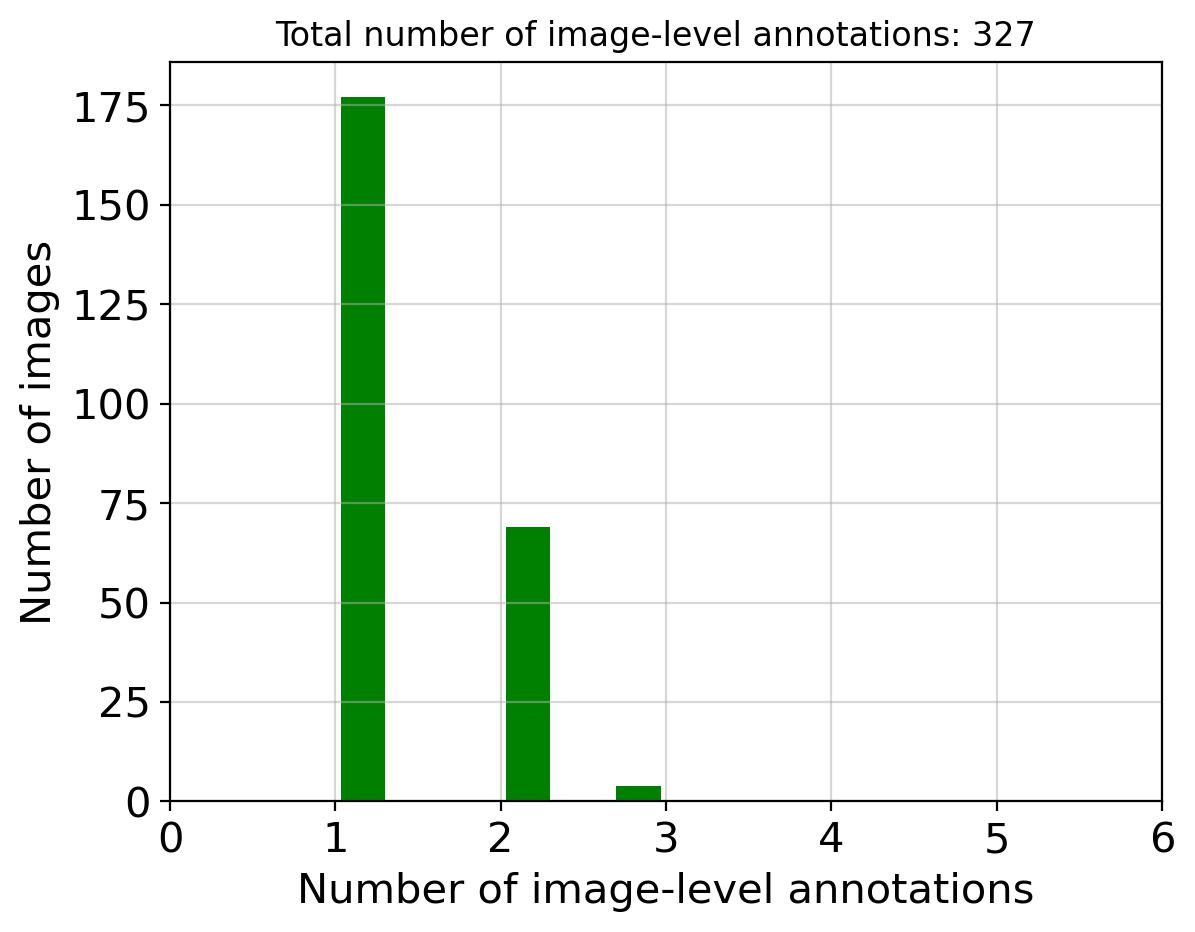 Total number of image-level annotations: 327
Number of images
175
150
125
100
75
50
25
0
0 1 2 3 4 5 6
Number of image-level annotations